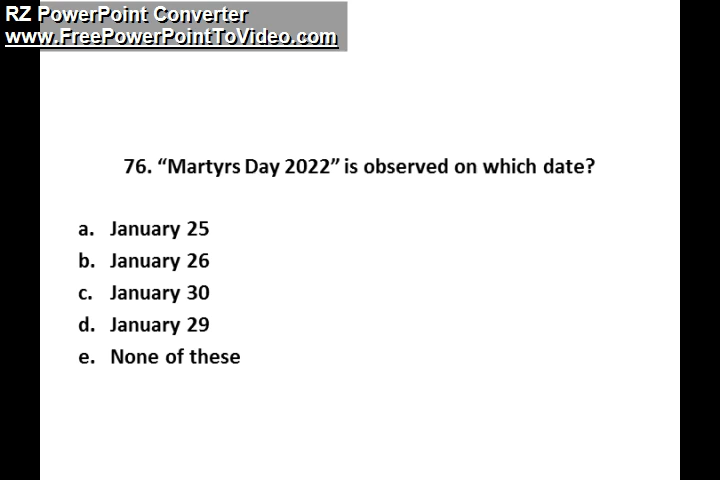 RZ PowerPoint Converter
www.FreePowerPointToVideo.com
76. “Martyrs Day 2022” is observed on which date?
a. January 25
b. January 26
c. January 30
d. January 29
e. None of these